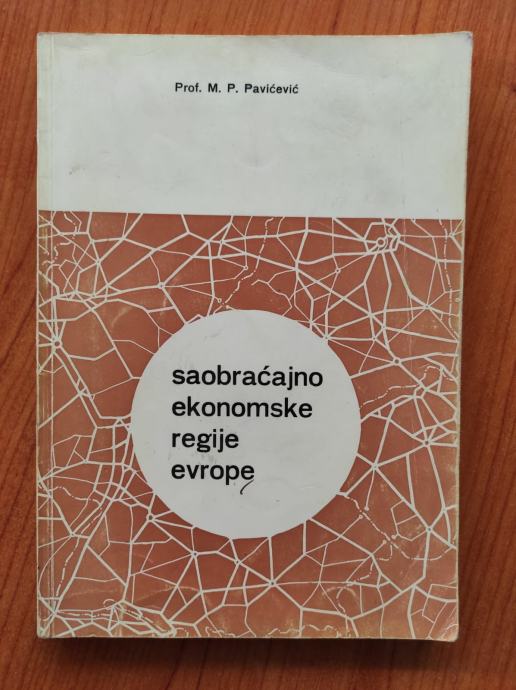 Prof. M. P. Pavićević
saobraćajno
ekonomske
regije
evrope